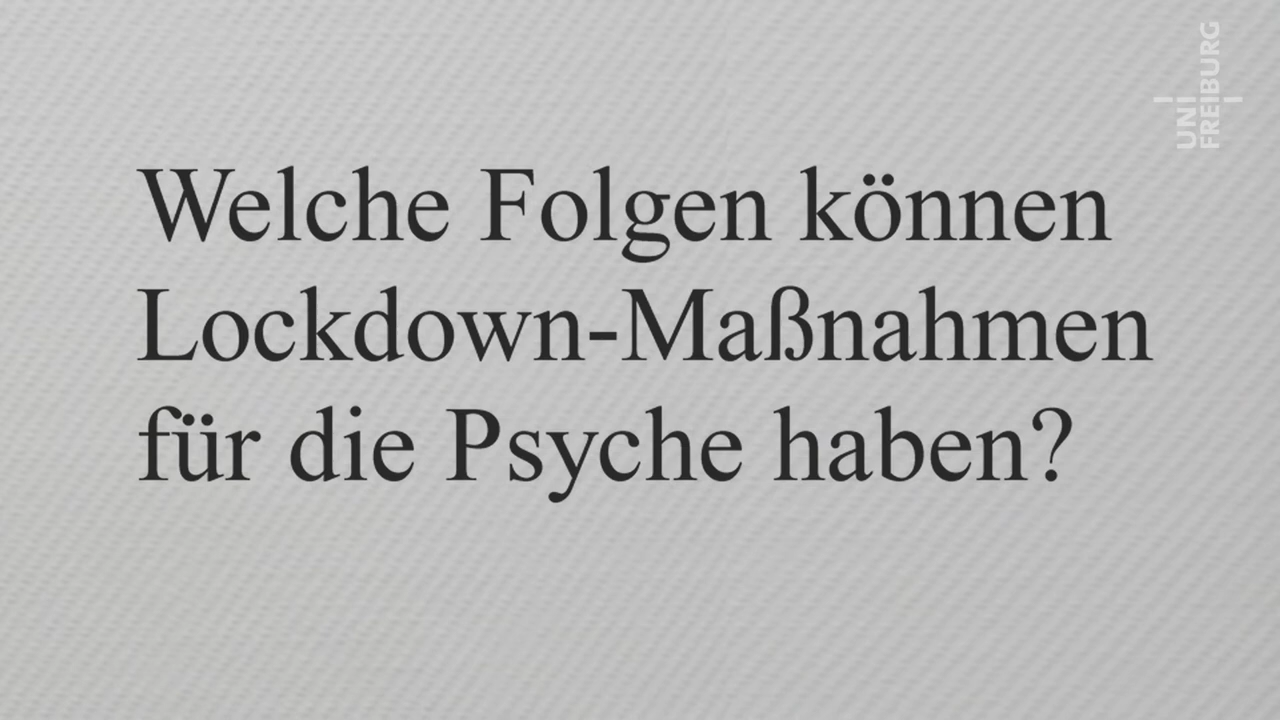 UNI
FREIBURG
Welche Folgen können
Lockdown-Maßnahmen
für die Psyche haben?